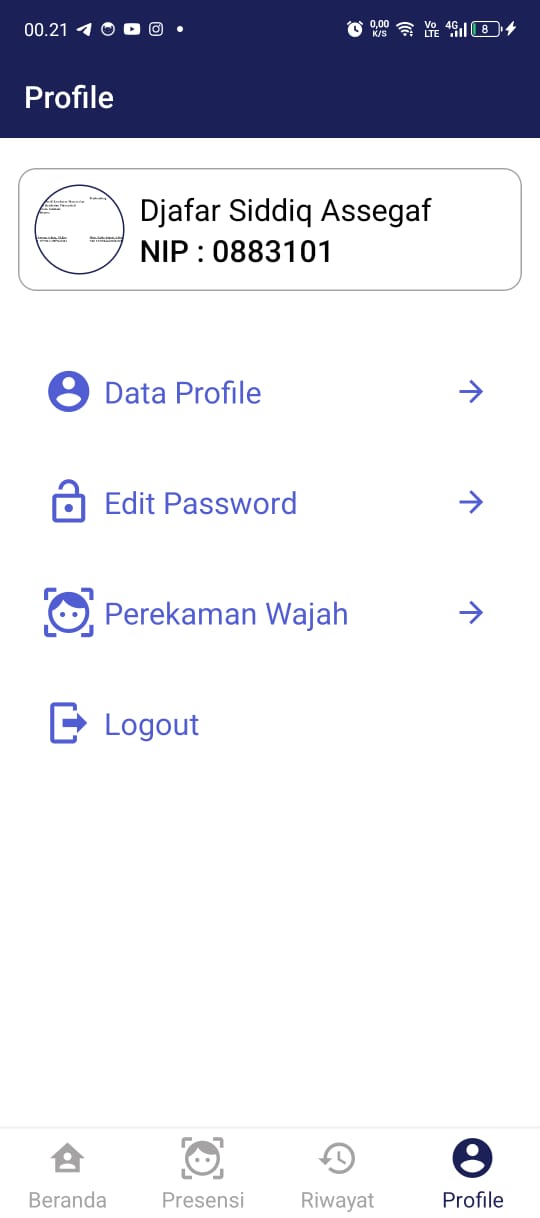 00.21
0,00
K/S
Vo
LTE
4G
8
Profile
Djafar Siddiq Assegaf
NIP : 0883101
Data Profile
Edit Password
Perekaman Wajah
Logout
Beranda
Presensi
Riwayat
Profile